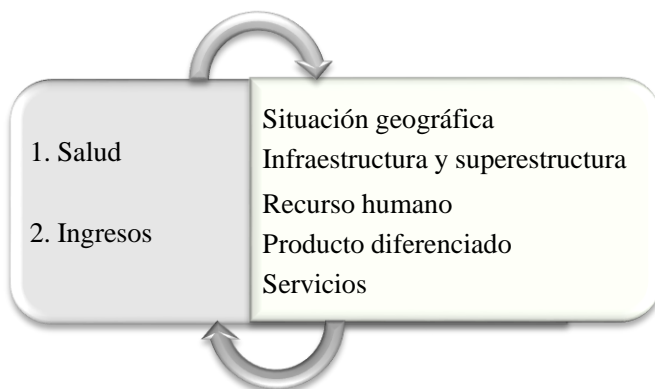 1. Salud
2. Ingresos
Situación geográfica
Infraestructura y superestructura
Recurso humano
Producto diferenciado
Servicios